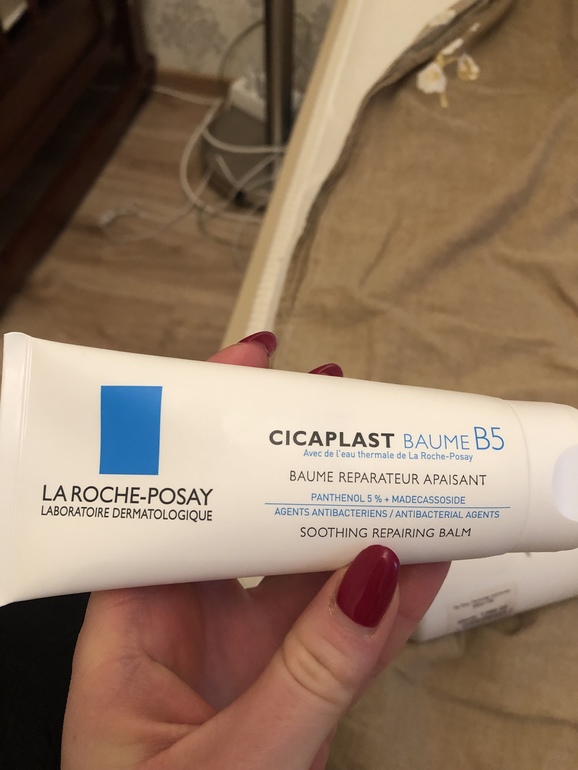 LA ROCHE-POSAY
LABORATOIRE DERMATOLOGIQUE
CICAPLAST BAUME B5
Avec de l'eau thermale de La Roche-Posay
BAUME REPARATEUR APAISANT
PANTHENOL 5 % + MADECASSOSIDE
AGENTS ANTIBACTERIENS / ANTIBACTERIAL AGENTS
SOOTHING REPAIRING BALM